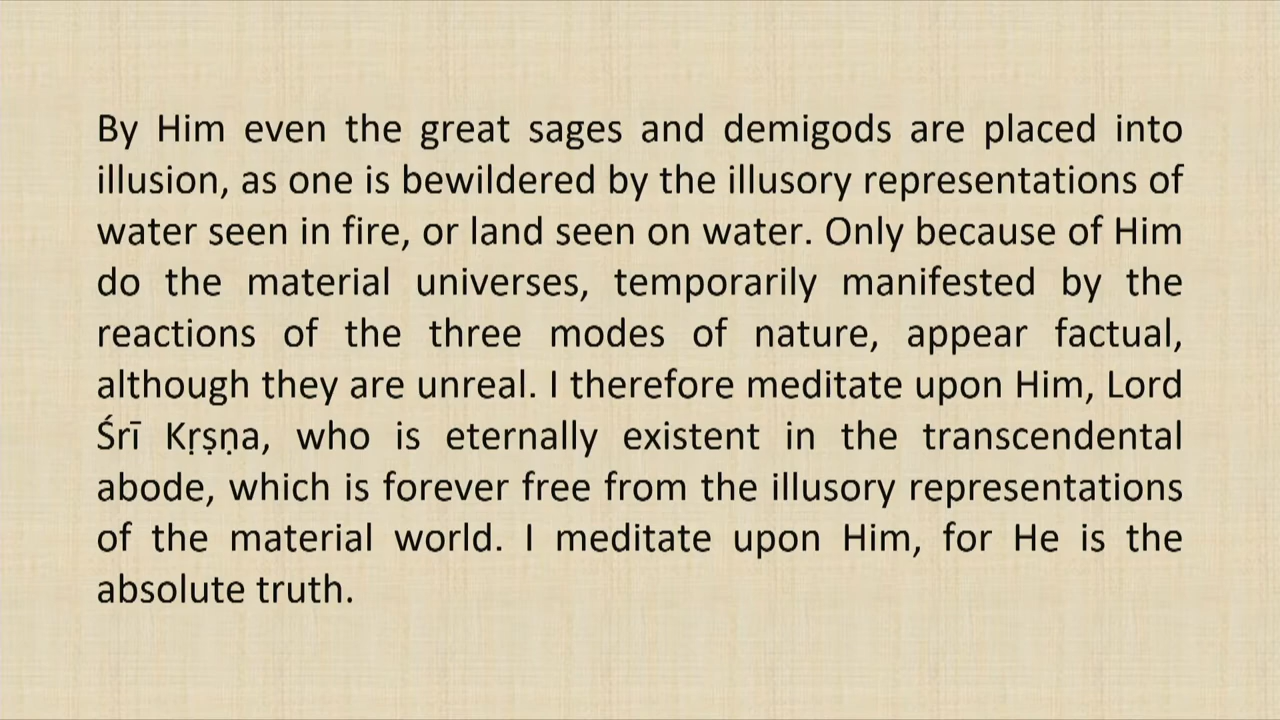 By Him even the great sages and demigods are placed into
illusion, as one is bewildered by the illusory representations of
water seen in fire, or land seen on water. Only because of Him
do the material universes, temporarily manifested by the
reactions of the three modes of nature, appear factual,
although they are unreal. I therefore meditate upon Him, Lord
Śrī Kṛṣṇa, who is eternally existent in the transcendental
abode, which is forever free from the illusory representations
of the material world. I meditate upon Him, for He is the
absolute truth.